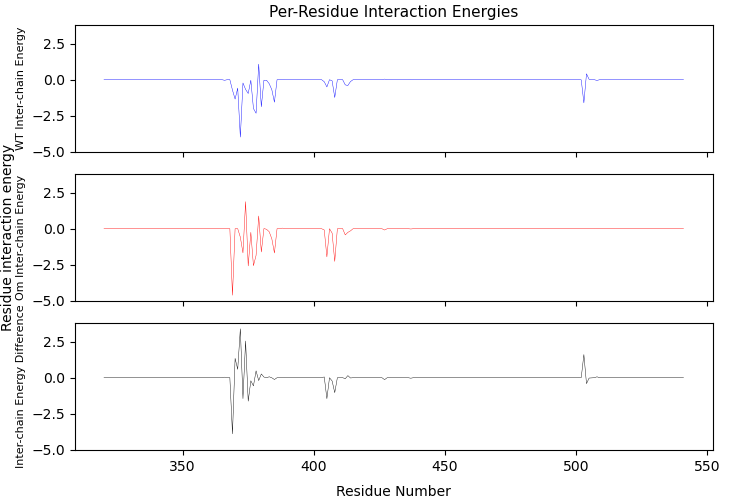 Per-Residue Interaction Energies
Residue interaction energy
WT Inter-chain Energy
2.5
0.0
−2.5
−5.0
Om Inter-chain Energy
2.5
0.0
−2.5
−5.0
Inter-chain Energy Difference
2.5
0.0
−2.5
−5.0
350
400
450
500
550
Residue Number